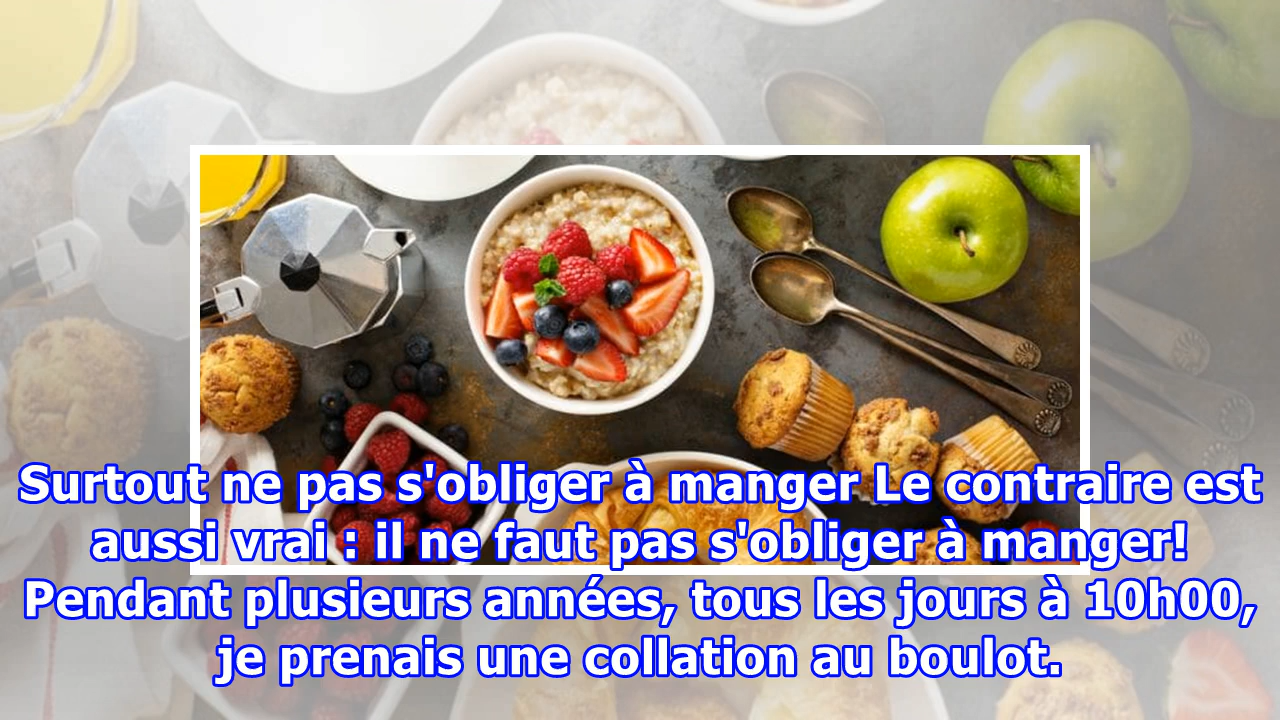 Surtout ne pas s'obliger à manger Le contraire est
aussi vrai : il ne faut pas s'obliger à manger!
Pendant plusieurs années, tous les jours à 10h00,
je prenais une collation au boulot.